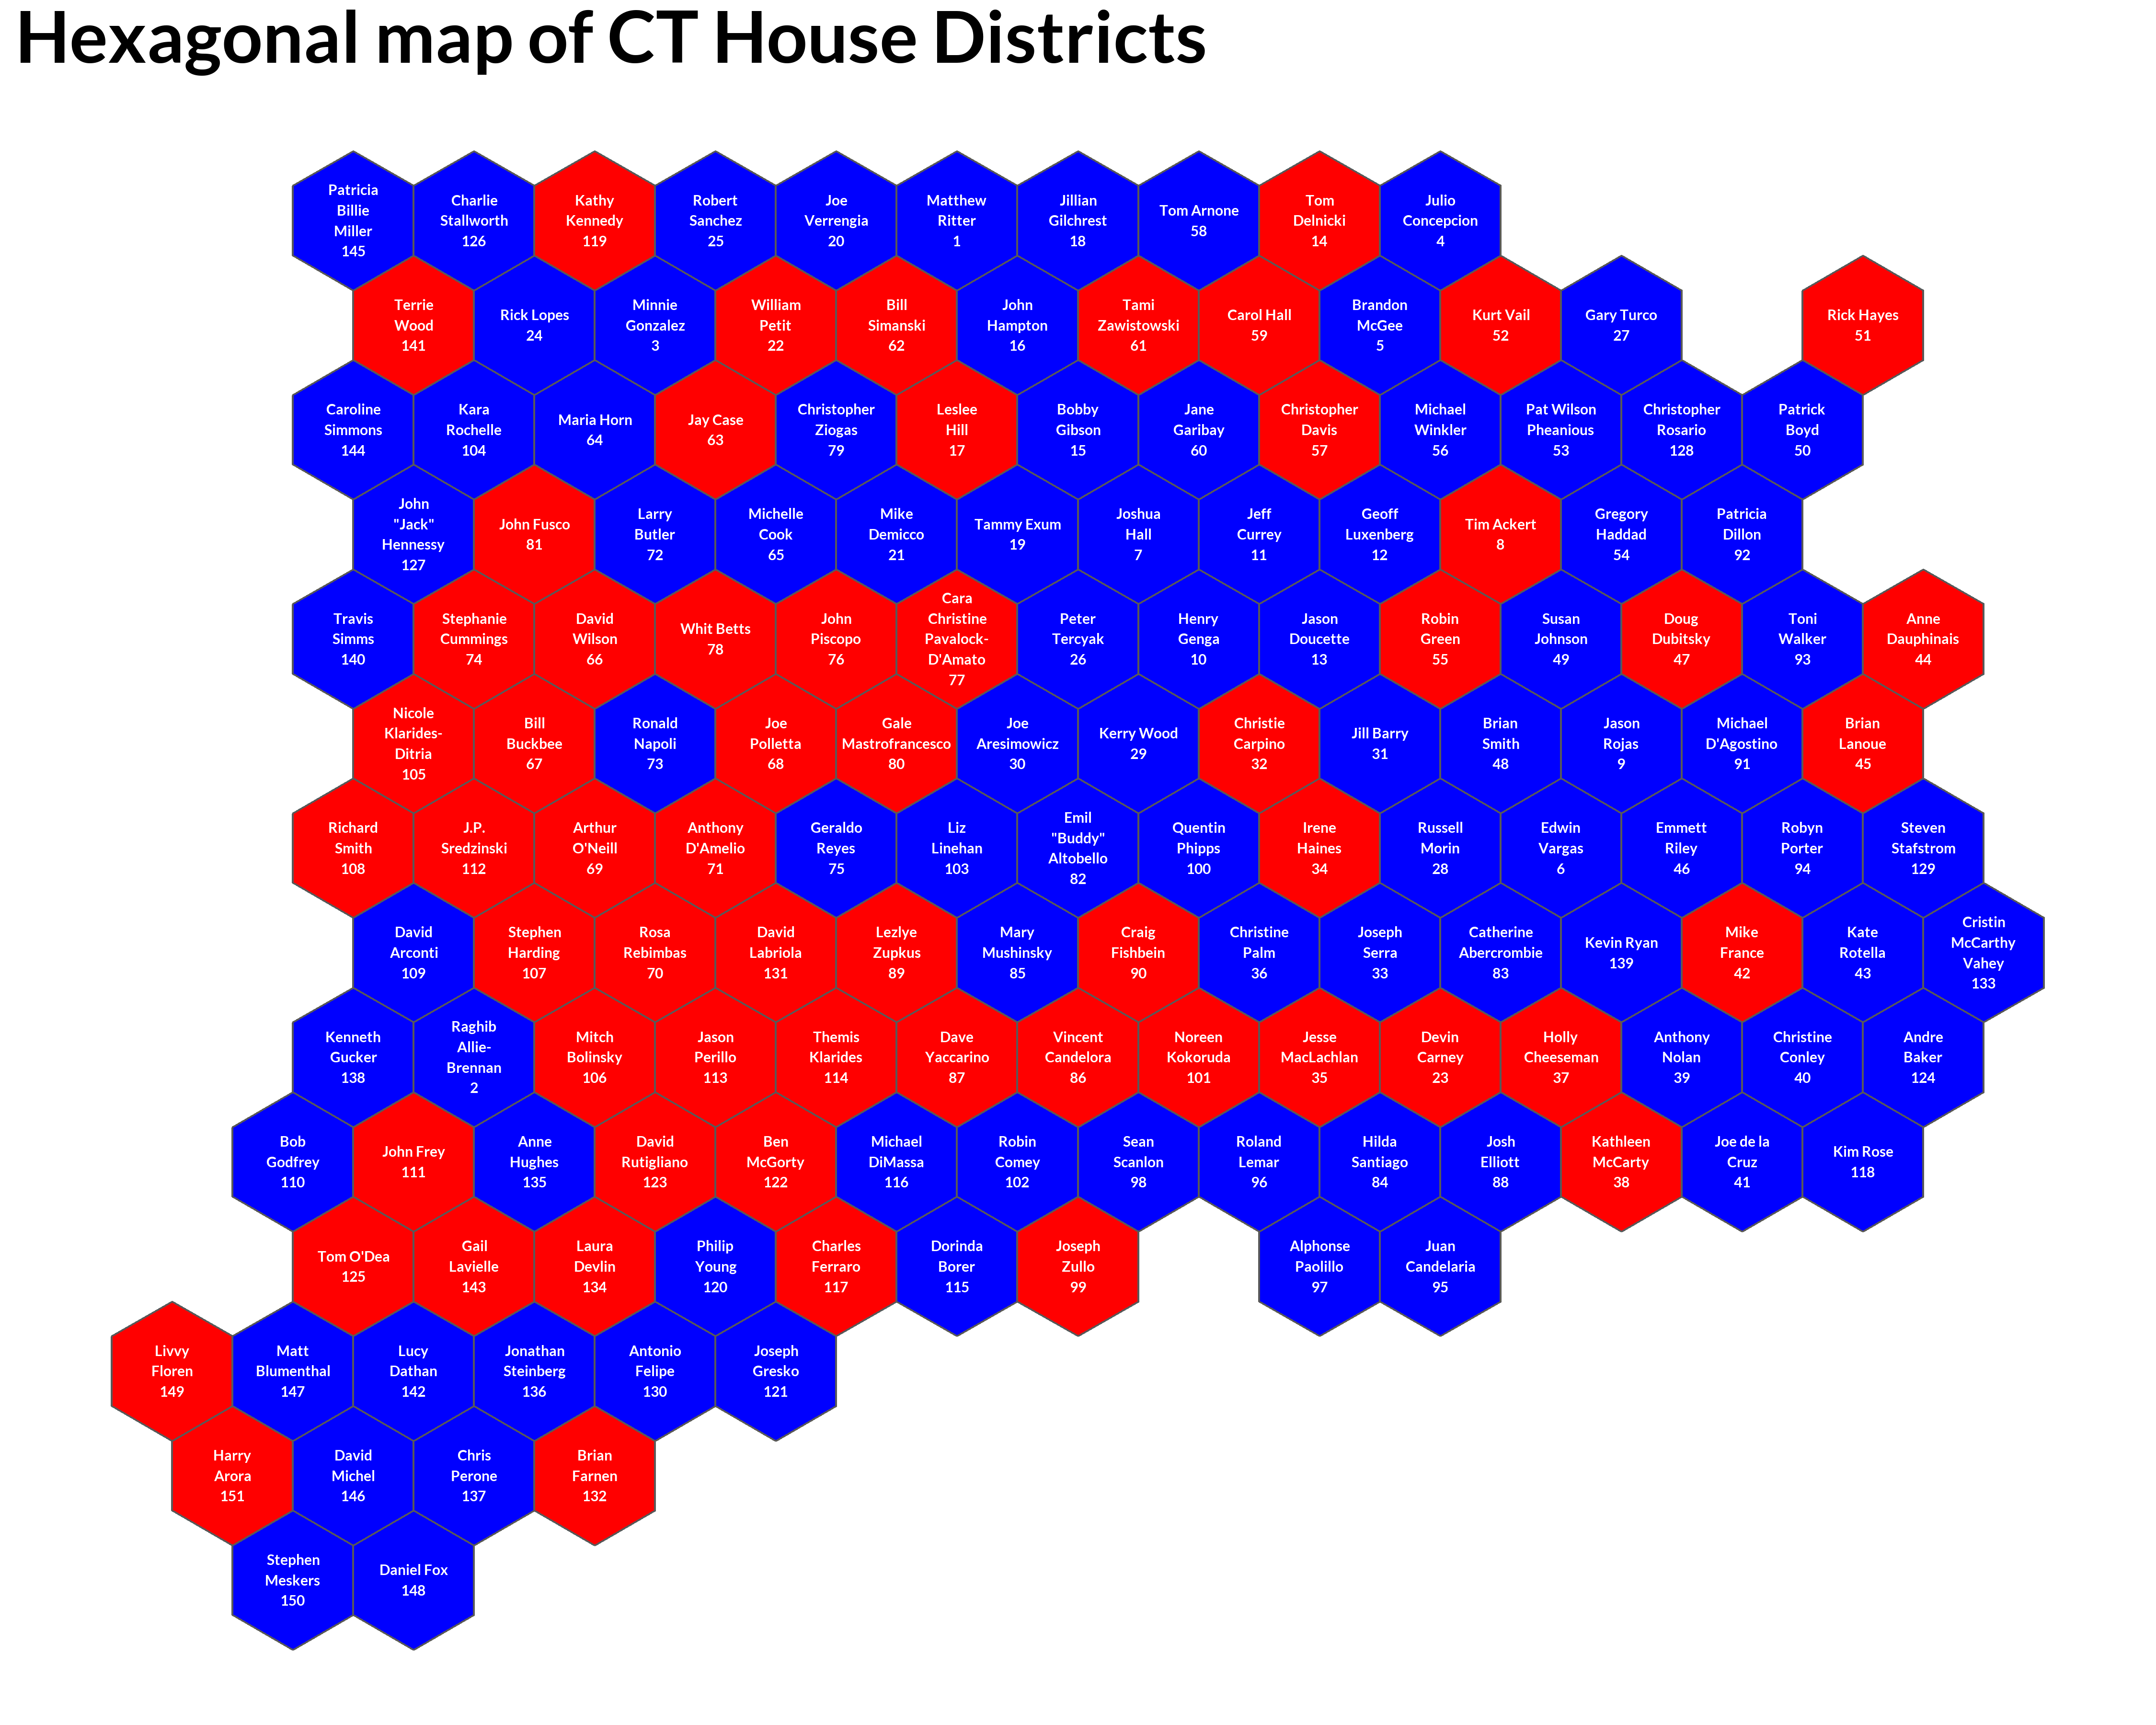 Hexagonal map of CT House Districts
Patricia
Billie
Miller
145
Charlie
Stallworth
126
Kathy
Kennedy
119
Robert
Sanchez
25
Joe
Verrengia
20
Matthew
Ritter
1
Jillian
Gilchrest
18
Tom Arnone
58
Tom
Delnicki
14
Julio
Concepcion
4
Terrie
Wood
141
Rick Lopes
24
Minnie
Gonzalez
3
William
Petit
22
Bill
Simanski
62
John
Hampton
16
Tami
Zawistowski
61
Carol Hall
59
Brandon
McGee
5
Kurt Vail
52
Gary Turco
27
Rick Hayes
51
Caroline
Simmons
144
Kara
Rochelle
104
Maria Horn
64
Jay Case
63
Christopher
Ziogas
79
Leslee
Hill
17
Bobby
Gibson
15
Jane
Garibay
60
Christopher
Davis
57
Michael
Winkler
56
Pat Wilson
Pheanious
53
Christopher
Rosario
128
Patrick
Boyd
50
John
"Jack"
Hennessy
127
John Fusco
81
Larry
Butler
72
Michelle
Cook
65
Mike
Demicco
21
Tammy Exum
19
Joshua
Hall
7
Jeff
Currey
11
Geoff
Luxenberg
12
Tim Ackert
8
Gregory
Haddad
54
Patricia
Dillon
92
Travis
Simms
140
Stephanie
Cummings
74
David
Wilson
66
Whit Betts
78
John
Piscopo
76
Cara
Christine
Pavalock-
D'Amato
77
Peter
Tercyak
26
Henry
Genga
10
Jason
Doucette
13
Robin
Green
55
Susan
Johnson
49
Doug
Dubitsky
47
Toni
Walker
93
Anne
Dauphinais
44
Nicole
Klarides-
Ditria
105
Bill
Buckbee
67
Ronald
Napoli
73
Joe
Polletta
68
Gale
Mastrofrancesco
80
Joe
Aresimowicz
30
Kerry Wood
29
Christie
Carpino
32
Jill Barry
31
Brian
Smith
48
Jason
Rojas
9
Michael
D'Agostino
91
Brian
Lanoue
45
Richard
Smith
108
J.P.
Sredzinski
112
Arthur
O'Neill
69
Anthony
D'Amelio
71
Geraldo
Reyes
75
Liz
Linehan
103
Emil
"Buddy"
Altobello
82
Quentin
Phipps
100
Irene
Haines
34
Russell
Morin
28
Edwin
Vargas
6
Emmett
Riley
46
Robyn
Porter
94
Steven
Stafstrom
129
David
Arconti
109
Stephen
Harding
107
Rosa
Rebimbas
70
David
Labriola
131
Lezlye
Zupkus
89
Mary
Mushinsky
85
Craig
Fishbein
90
Christine
Palm
36
Joseph
Serra
33
Catherine
Abercrombie
83
Kevin Ryan
139
Mike
France
42
Kate
Rotella
43
Cristin
McCarthy
Vahey
133
Kenneth
Gucker
138
Raghib
Allie-
Brennan
2
Mitch
Bolinsky
106
Jason
Perillo
113
Themis
Klarides
114
Dave
Yaccarino
87
Vincent
Candelora
86
Noreen
Kokoruda
101
Jesse
MacLachlan
35
Devin
Carney
23
Holly
Cheeseman
37
Anthony
Nolan
39
Christine
Conley
40
Andre
Baker
124
Bob
Godfrey
110
John Frey
111
Anne
Hughes
135
David
Rutigliano
123
Ben
McGorty
122
Michael
DiMassa
116
Robin
Comey
102
Sean
Scanlon
98
Roland
Lemar
96
Hilda
Santiago
84
Josh
Elliott
88
Kathleen
McCarty
38
Joe de la
Cruz
41
Kim Rose
118
Tom O'Dea
125
Gail
Lavielle
143
Laura
Devlin
134
Philip
Young
120
Charles
Ferraro
117
Dorinda
Borer
115
Joseph
Zullo
99
Alphonse
Paolillo
97
Juan
Candelaria
95
Livvy
Floren
149
Matt
Blumenthal
147
Lucy
Dathan
142
Jonathan
Steinberg
136
Antonio
Felipe
130
Joseph
Gresko
121
Harry
Arora
151
David
Michel
146
Chris
Perone
137
Brian
Farnen
132
Stephen
Meskers
150
Daniel Fox
148